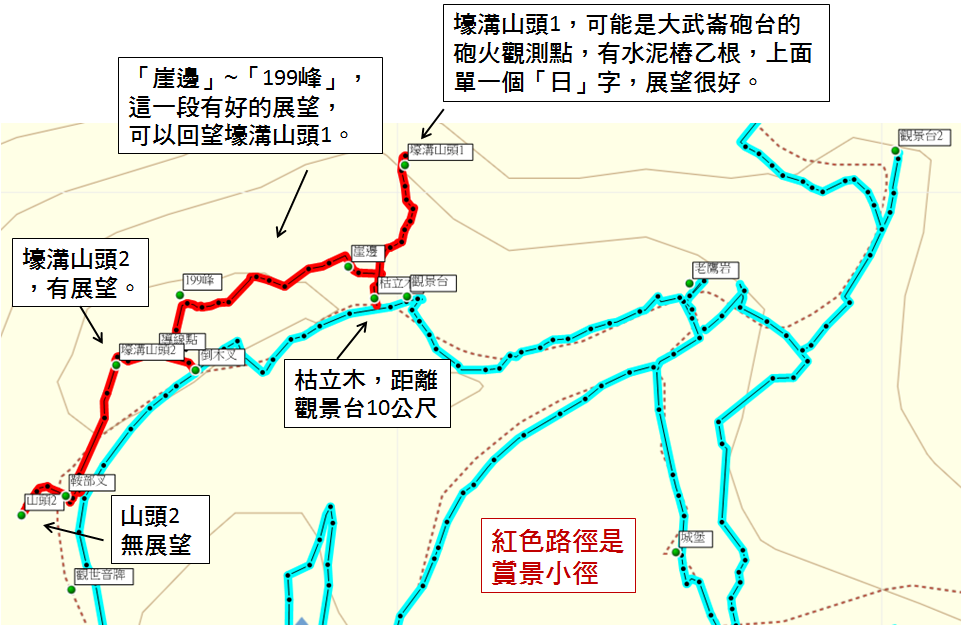 壕溝山頭1，可能是大武崙砲台的
砲火觀測點，有水泥樁乙根，上面
單一個「日」字，展望很好。
「崖邊」~「199峰」，
這一段有好的展望，
可以回望壕溝山頭1。
觀景台2
壕溝山頭1
壕溝山頭2
，有展望。
崖邊
老鷹岩
199峰
枯立木
觀景台
壕溝山頭2
倒木叉
枯立木，距離
觀景台10公尺
鞍部叉
山頭2
山頭2
無展望
紅色路徑是
賞景小徑
城堡
觀世音牌